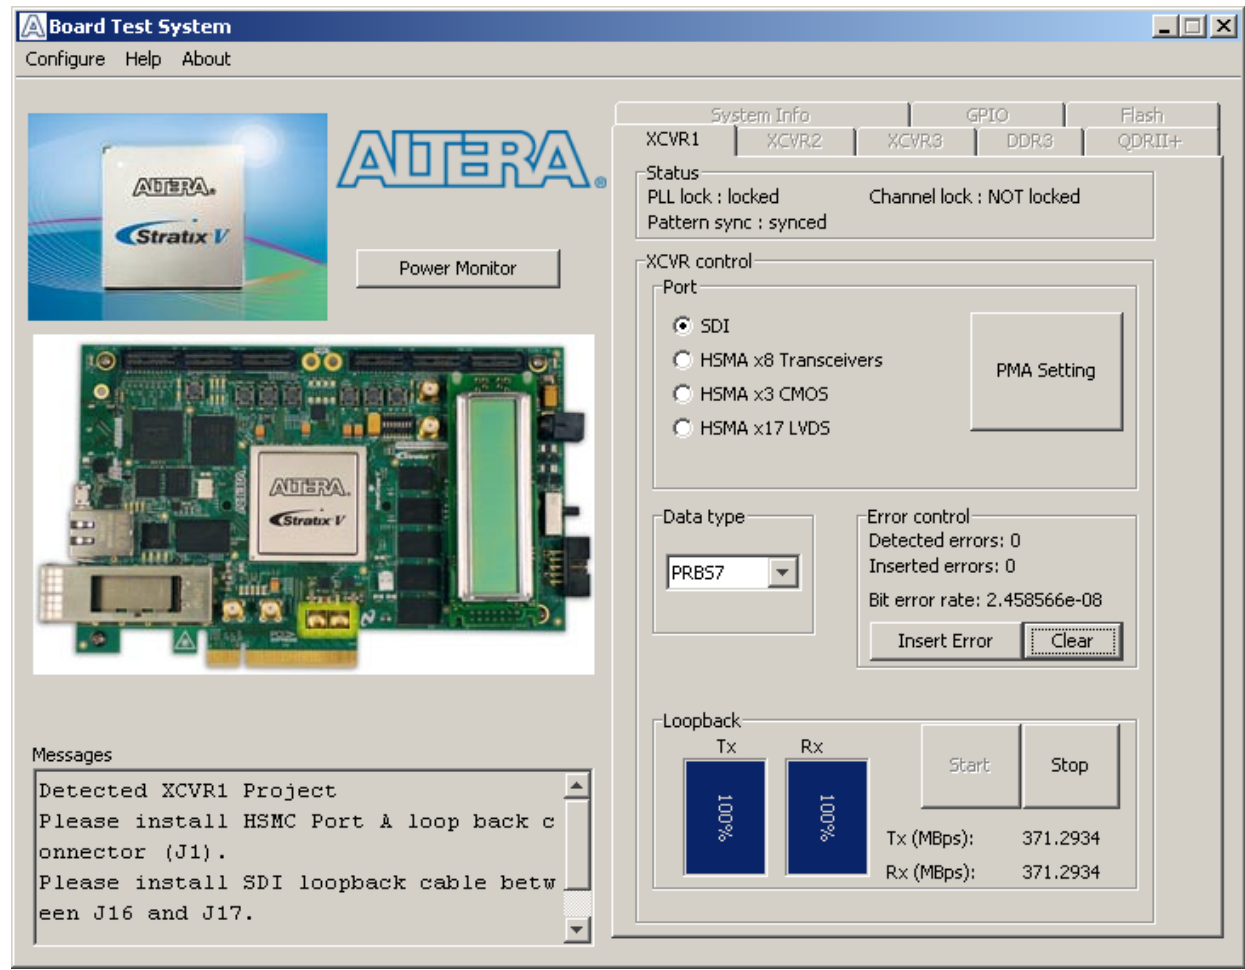 Board Test System
Configure Help About
ALTERA.
Stratix V
ALTERA®
Power Monitor
ALTERA.
Stratix V
Messages
Detected XCVR1 Project
Please install HSMC Port A loop back c
onnector (J1).
Please install SDI loopback cable betw
een J16 and J17.
System Info GPIO Flash
XCVR1 XCVR2 XCVR3 DDR3 QDRII+
Status
PLL lock : locked Channel lock : NOT locked
Pattern sync : synced
XCVR control
Port
SDI
HSMA x8 Transceivers
HSMA x3 CMOS
HSMA x17 LVDS
PMA Setting
Data type
PRBS7
Error control
Detected errors: 0
Inserted errors: 0
Bit error rate: 2.458566e-08
Insert Error Clear
Loopback
Tx Rx
100% 100%
Start Stop
Tx (MBps): 371.2934
Rx (MBps): 371.2934